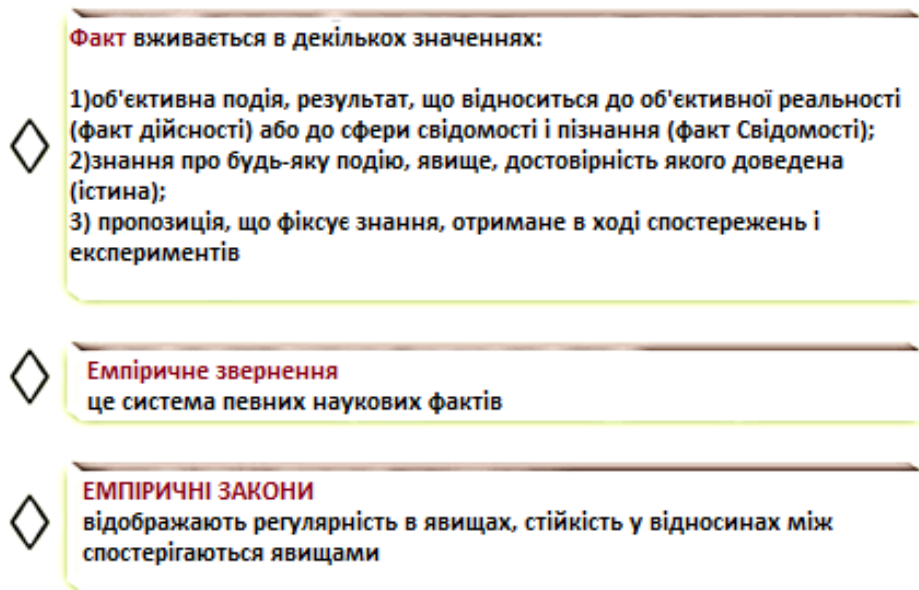 Факт вживається в декількох значеннях:
1)об'єктивна подія, результат, що відноситься до об'єктивної реальності
(факт дійсності) або до сфери свідомості і пізнання (факт Свідомості);
2)знання про будь-яку подію, явище, достовірність якого доведена
(істина);
3) пропозиція, що фіксує знання, отримане в ході спостережень і
експериментів
Емпіричне звернення
це система певних наукових фактів
ЕМПІРИЧНІ ЗАКОНИ
відображають регулярність в явищах, стійкість у відносинах між
спостерігаються явищами